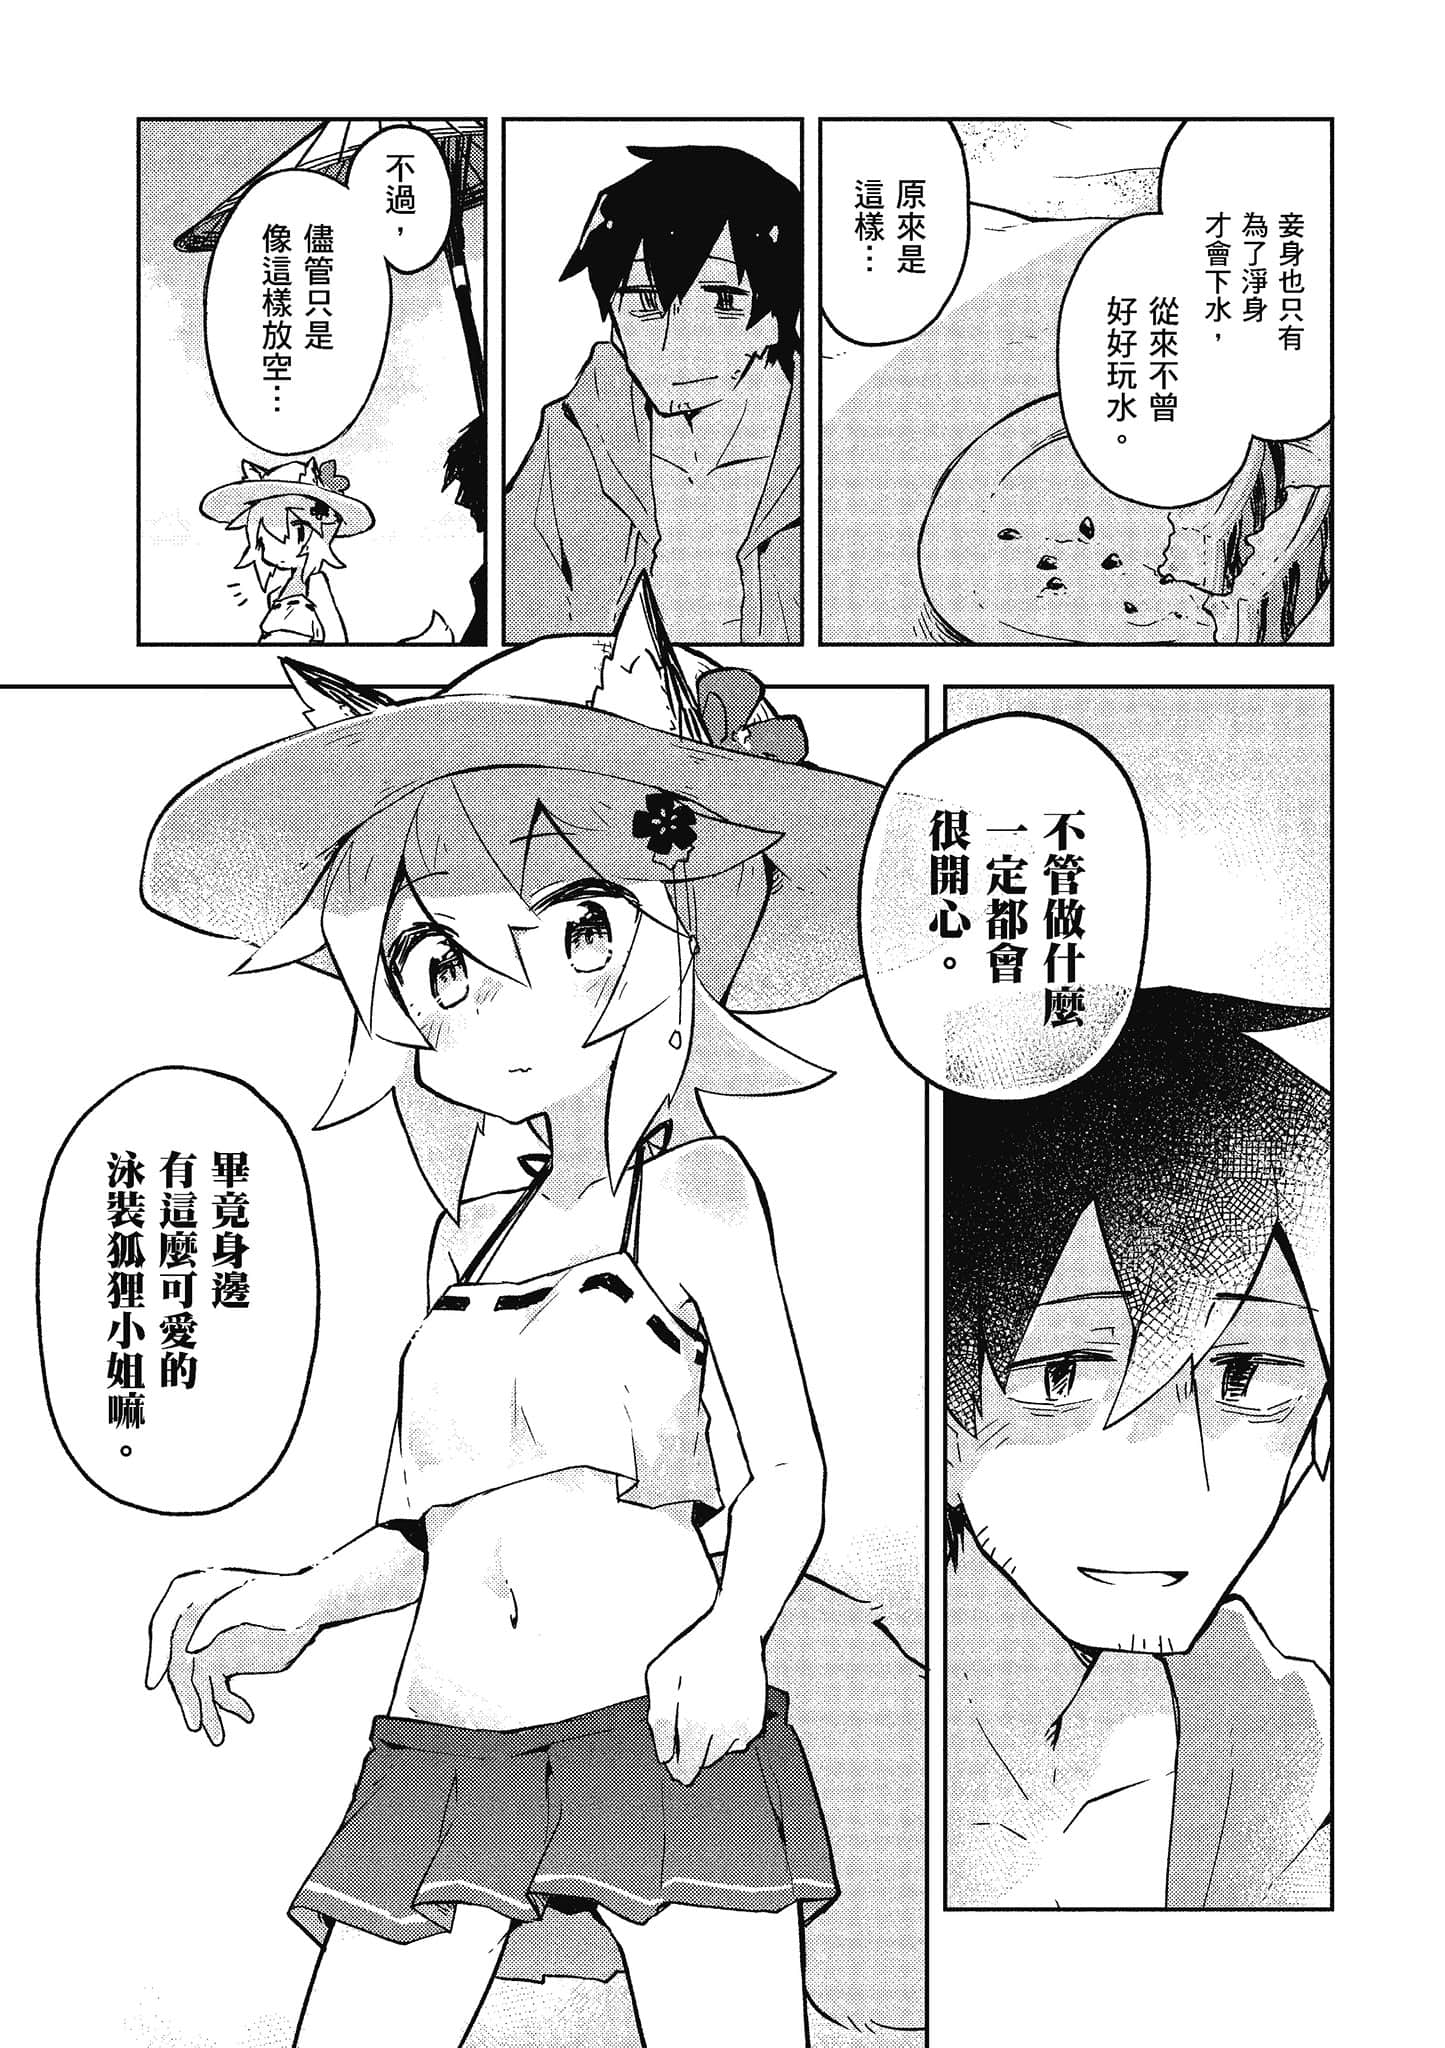 妾身也只有
為了淨身
才會下水，
從來不曾
好好玩水。
原來是
這樣…
不過，
儘管只是
像這樣放空…
不管做什麼
一定都會
很開心。
畢竟身邊
有這麼可愛的
泳裝狐狸小姐嘛。